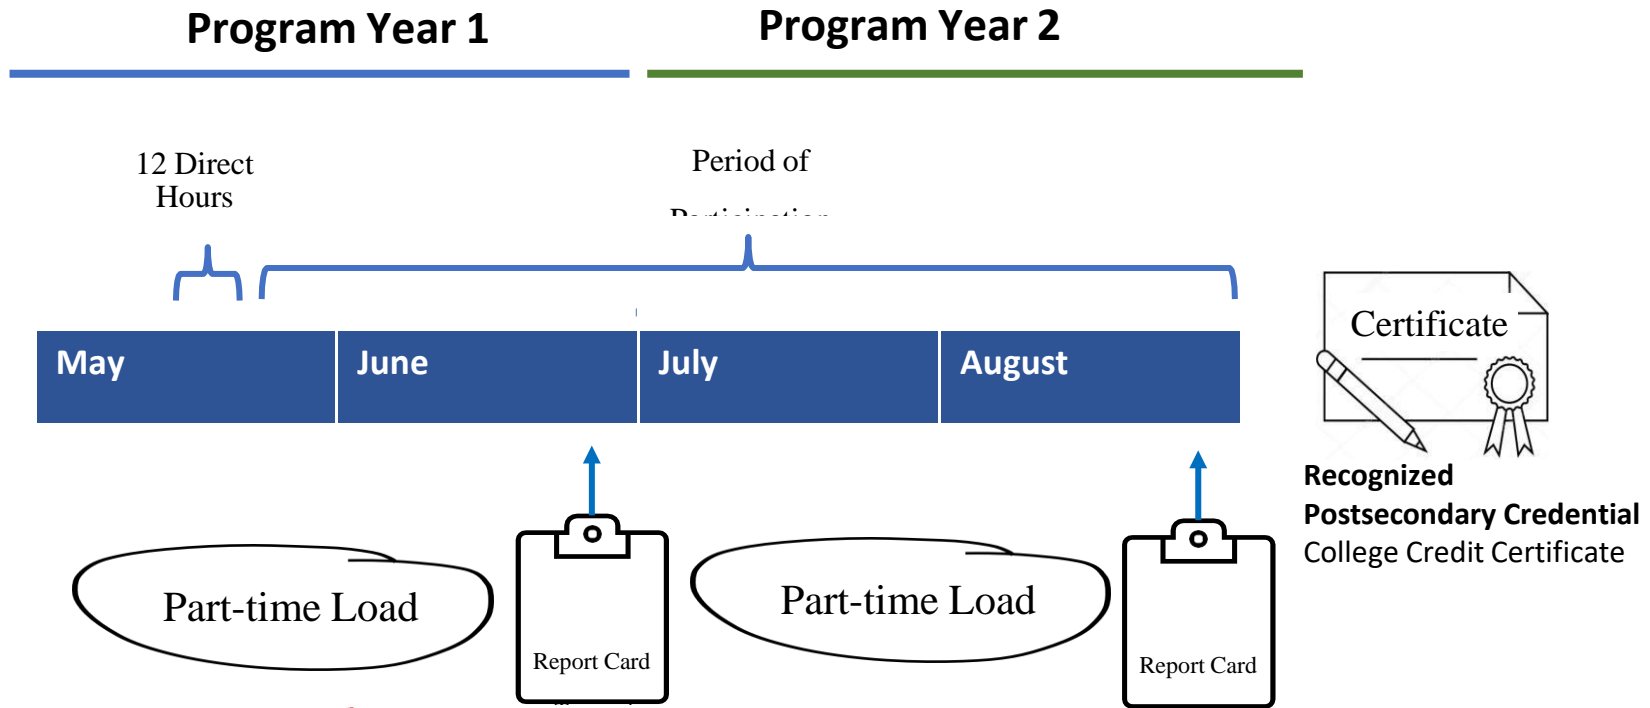 Program Year 1
Program Year 2
12 Direct
Hours
Period of
May
June
July
August
Certificate
Recognized
Postsecondary Credential
College Credit Certificate
Part-time Load
Report Card
Part-time Load
Report Card